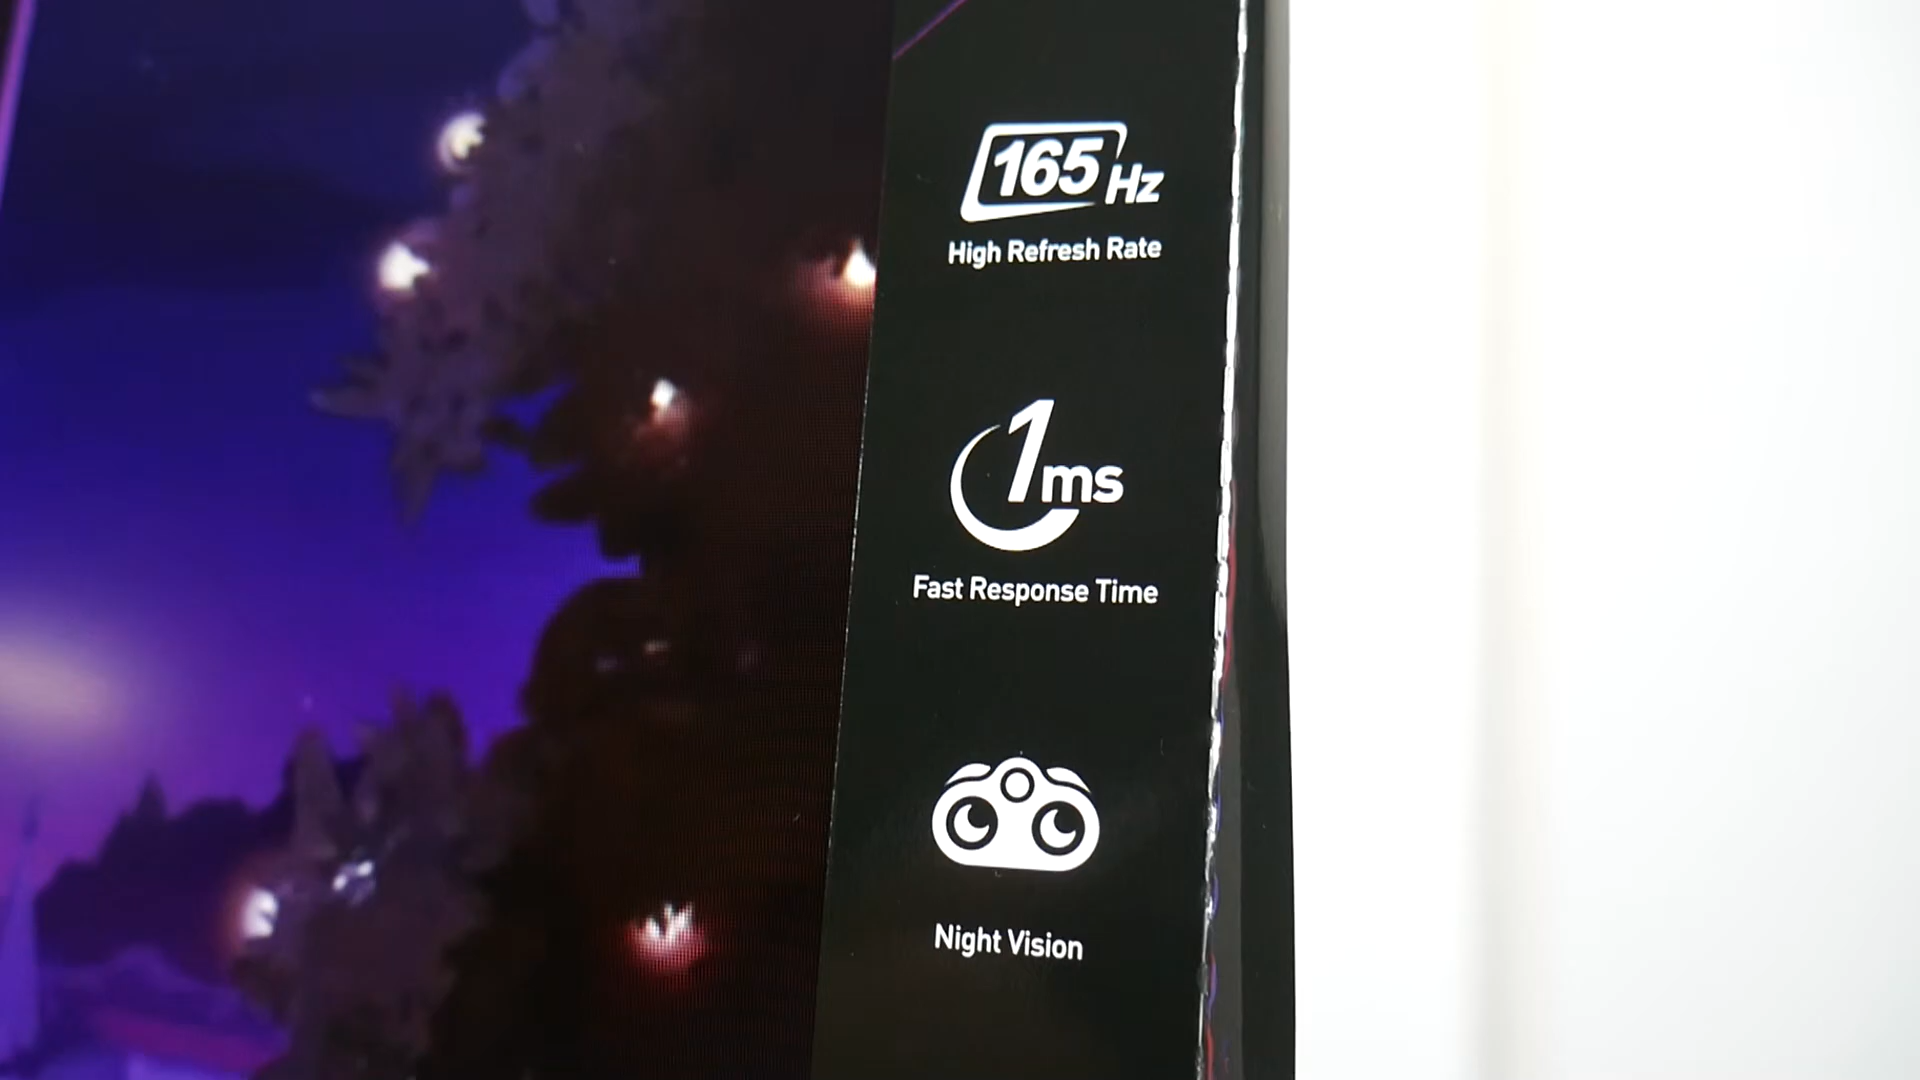 165Hz
High Refresh Rate
1ms
Fast Response Time
Night Vision